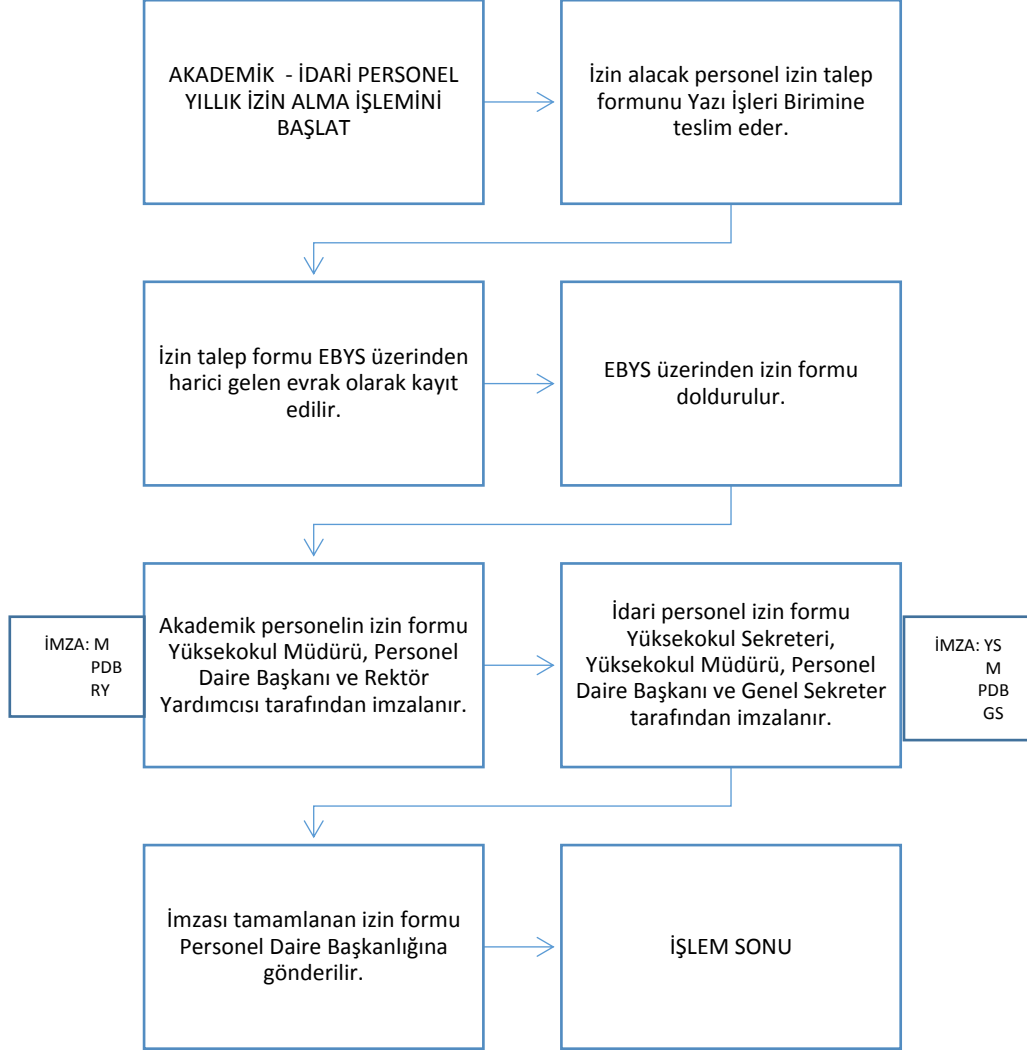 AKADEMİK  - İDARİ PERSONEL
YILLIK İZİN ALMA İŞLEMİNİ
BAŞLAT
İzin alacak personel izin talep
formunu Yazı İşleri Birimine
teslim eder.
İzin talep formu EBYS üzerinden
harici gelen evrak olarak kayıt
edilir.
EBYS üzerinden izin formu
doldurulur.
İMZA: M
PDB
RY
Akademik personelin izin formu
Yüksekokul Müdürü, Personel
Daire Başkanı ve Rektör
Yardımcısı tarafından imzalanır.
İdari personel izin formu
Yüksekokul Sekreteri,
Yüksekokul Müdürü, Personel
Daire Başkanı ve Genel Sekreter
tarafından imzalanır.
İMZA: YS
M
PDB
GS
İmzası tamamlanan izin formu
Personel Daire Başkanlığına
gönderilir.
İŞLEM SONU